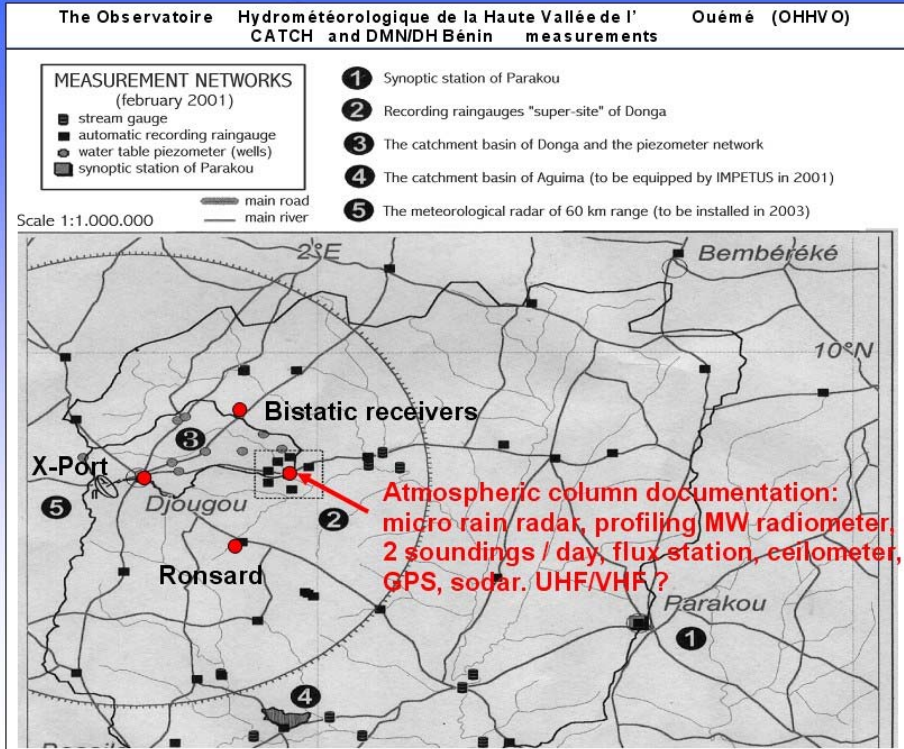 The Observatoire Hydrométéorologique de la Haute Vallée de l' Ouémé (OHHVO)
CATCH and DMN/DH Bénin measurements
MEASUREMENT NETWORKS
(february 2001)
stream gauge
automatic recording raingauge
water table piezometer (wells)
synoptic station of Parakou
main road
main river
Scale 1:1.000.000
1 Synoptic station of Parakou
2 Recording raingauges "super-site" of Donga
3 The catchment basin of Donga and the piezometer network
4 The catchment basin of Aguima (to be equipped by IMPETUS in 2001)
5 The meteorological radar of 60 km range (to be installed in 2003)
2°E
Bembéréké
10°N
Bistatic receivers
3
X-Port
5
Djougou
2
Atmospheric column documentation:
micro rain radar, profiling MW radiometer,
2 soundings / day, flux station, ceilometer,
GPS, sodar. UHF/VHF ?
Ronsard
Parakou
1
4